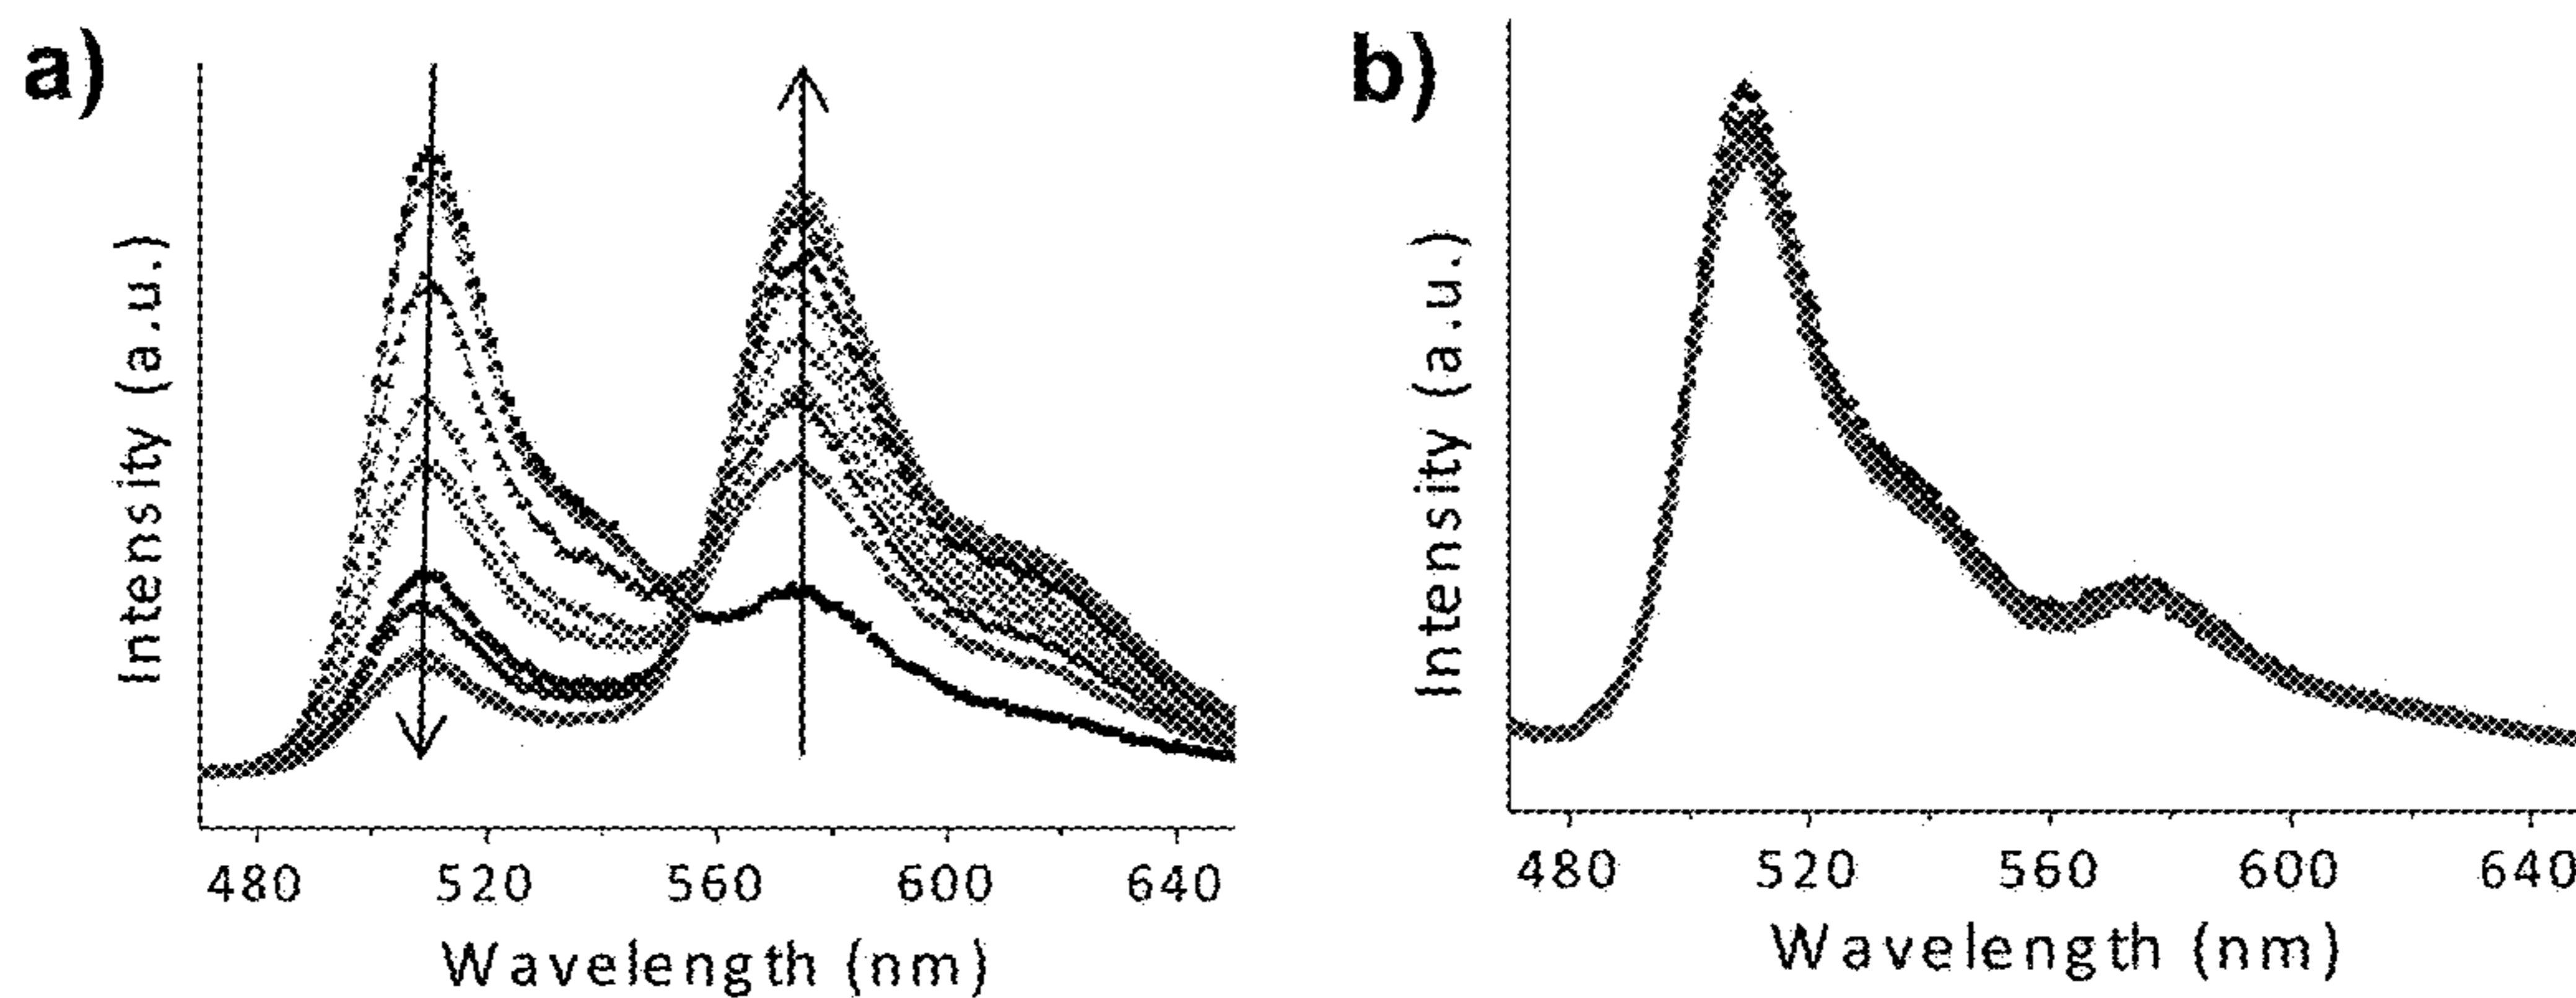 a)
Intensity (a.u.)
480 520 560 600 640
Wavelength (nm)
b)
Intensity (a.u.)
480 520 560 600 640
Wavelength (nm)